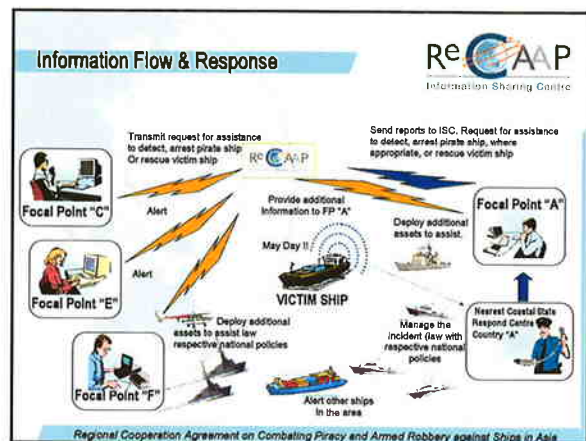 Information Flow & Response
ReCAAP
Information Sharing Centre
Transmit request for assistance
to detect, arrest pirate ship
Or rescue victim ship
Send reports to ISC. Request for assistance
to detect, arrest pirate ship, where
appropriate, or rescue victim ship
ReCAAP
Focal Point "C"
Alert
Provide additional
Information to FP "A"
Focal Point "A"
Deploy additional
assets to assist.
May Day !!
Alert
Focal Point "E"
VICTIM SHIP
Deploy additional
assets to assist law
respective national policies
Manage the
incident (law with
respective national
policies
Nearest Coastal State
Respond Centre
Country "A"
Focal Point "F"
Alert other ships
In the area
Regional Cooperation Agreement on Combating Piracy and Armed Robbery against Ships in Asia